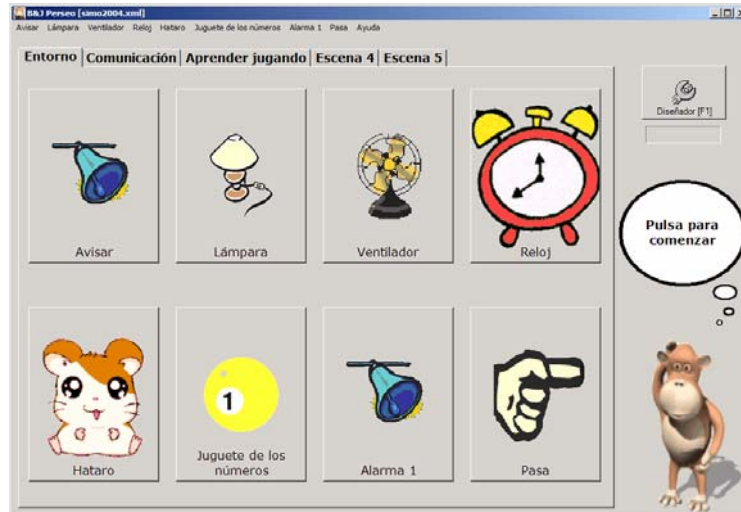 B&J Perseo [simo2004.xml]
Avisar Lámpara Ventilador Reloj Hataro Juguete de los números Alarma 1 Pasa Ayuda
Entorno Comunicación Aprender jugando Escena 4 Escena 5
Diseñador [F1]
Avisar Lámpara Ventilador Reloj
Pulsa para
comenzar
1
Hataro
Juguete de los
números
Alarma 1
Pasa